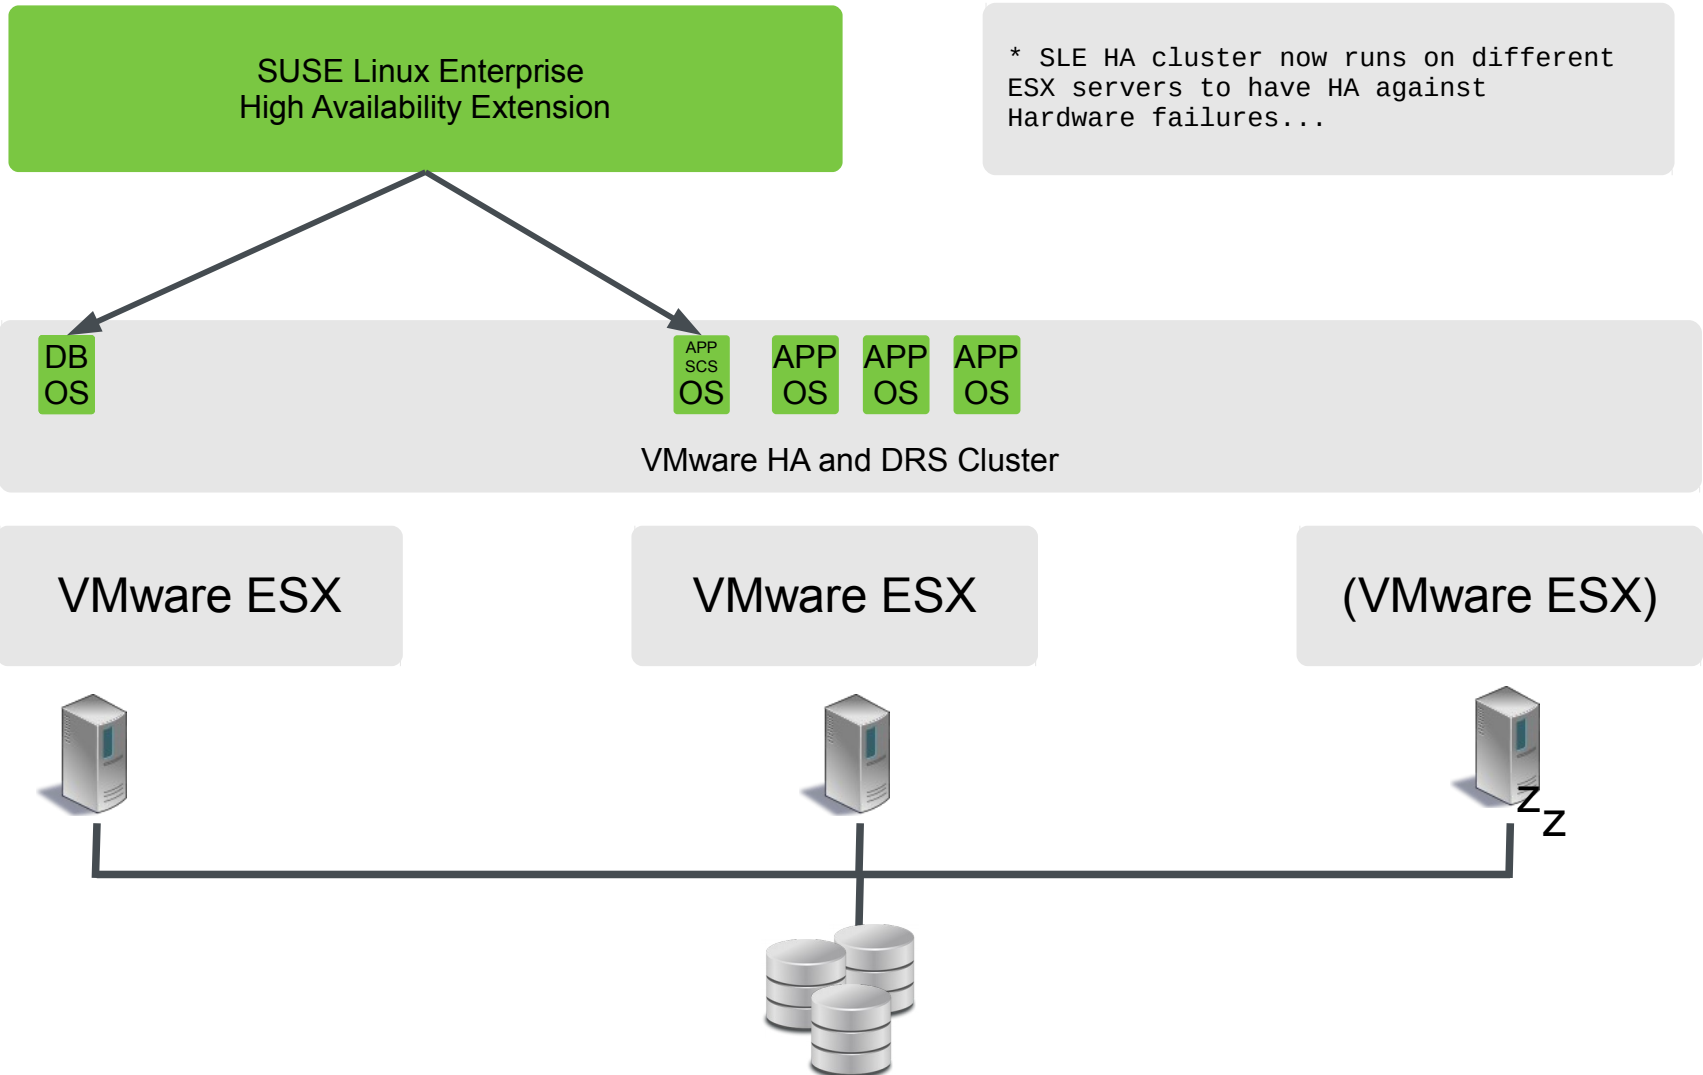 SUSE Linux Enterprise
High Availability Extension
* SLE HA cluster now runs on different
ESX servers to have HA against
Hardware failures...
DB
OS
APP
SCS
OS
APP
OS
APP
OS
APP
OS
VMware HA and DRS Cluster
VMware ESX
VMware ESX
(VMware ESX)
z
z